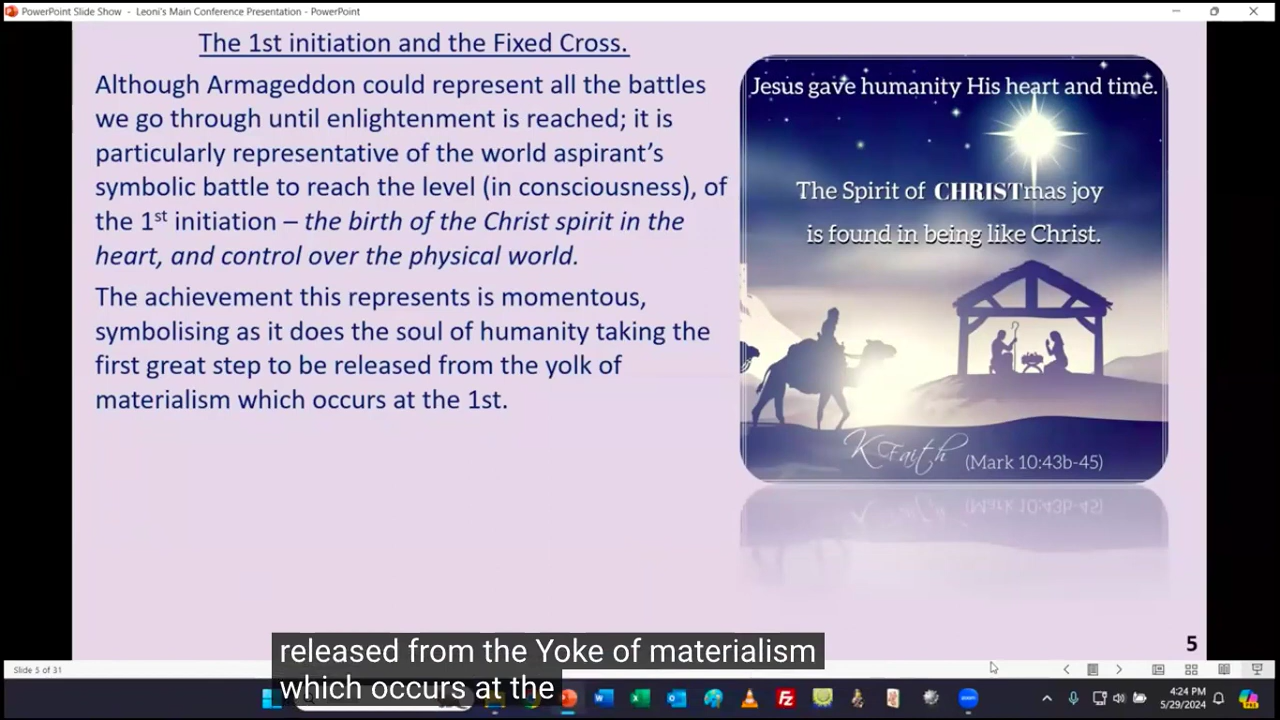 PowerPoint Slide Show - Leoni's Main Conference Presentation - PowerPoint
The 1st initiation and the Fixed Cross.
Although Armageddon could represent all the battles
we go through until enlightenment is reached; it is
particularly representative of the world aspirant's
symbolic battle to reach the level (in consciousness), of
the 1st initiation – the birth of the Christ spirit in the
heart, and control over the physical world.
The achievement this represents is momentous,
symbolising as it does the soul of humanity taking the
first great step to be released from the yolk of
materialism which occurs at the 1st.
Jesus gave humanity His heart and time.
The Spirit of CHRISTmas joy
is found in being like Christ.
K Faith (Mark 10:43b-45)
5
released from the Yoke of materialism
which occurs at the
Slide 5 of 31
4:24 PM
5/29/2024